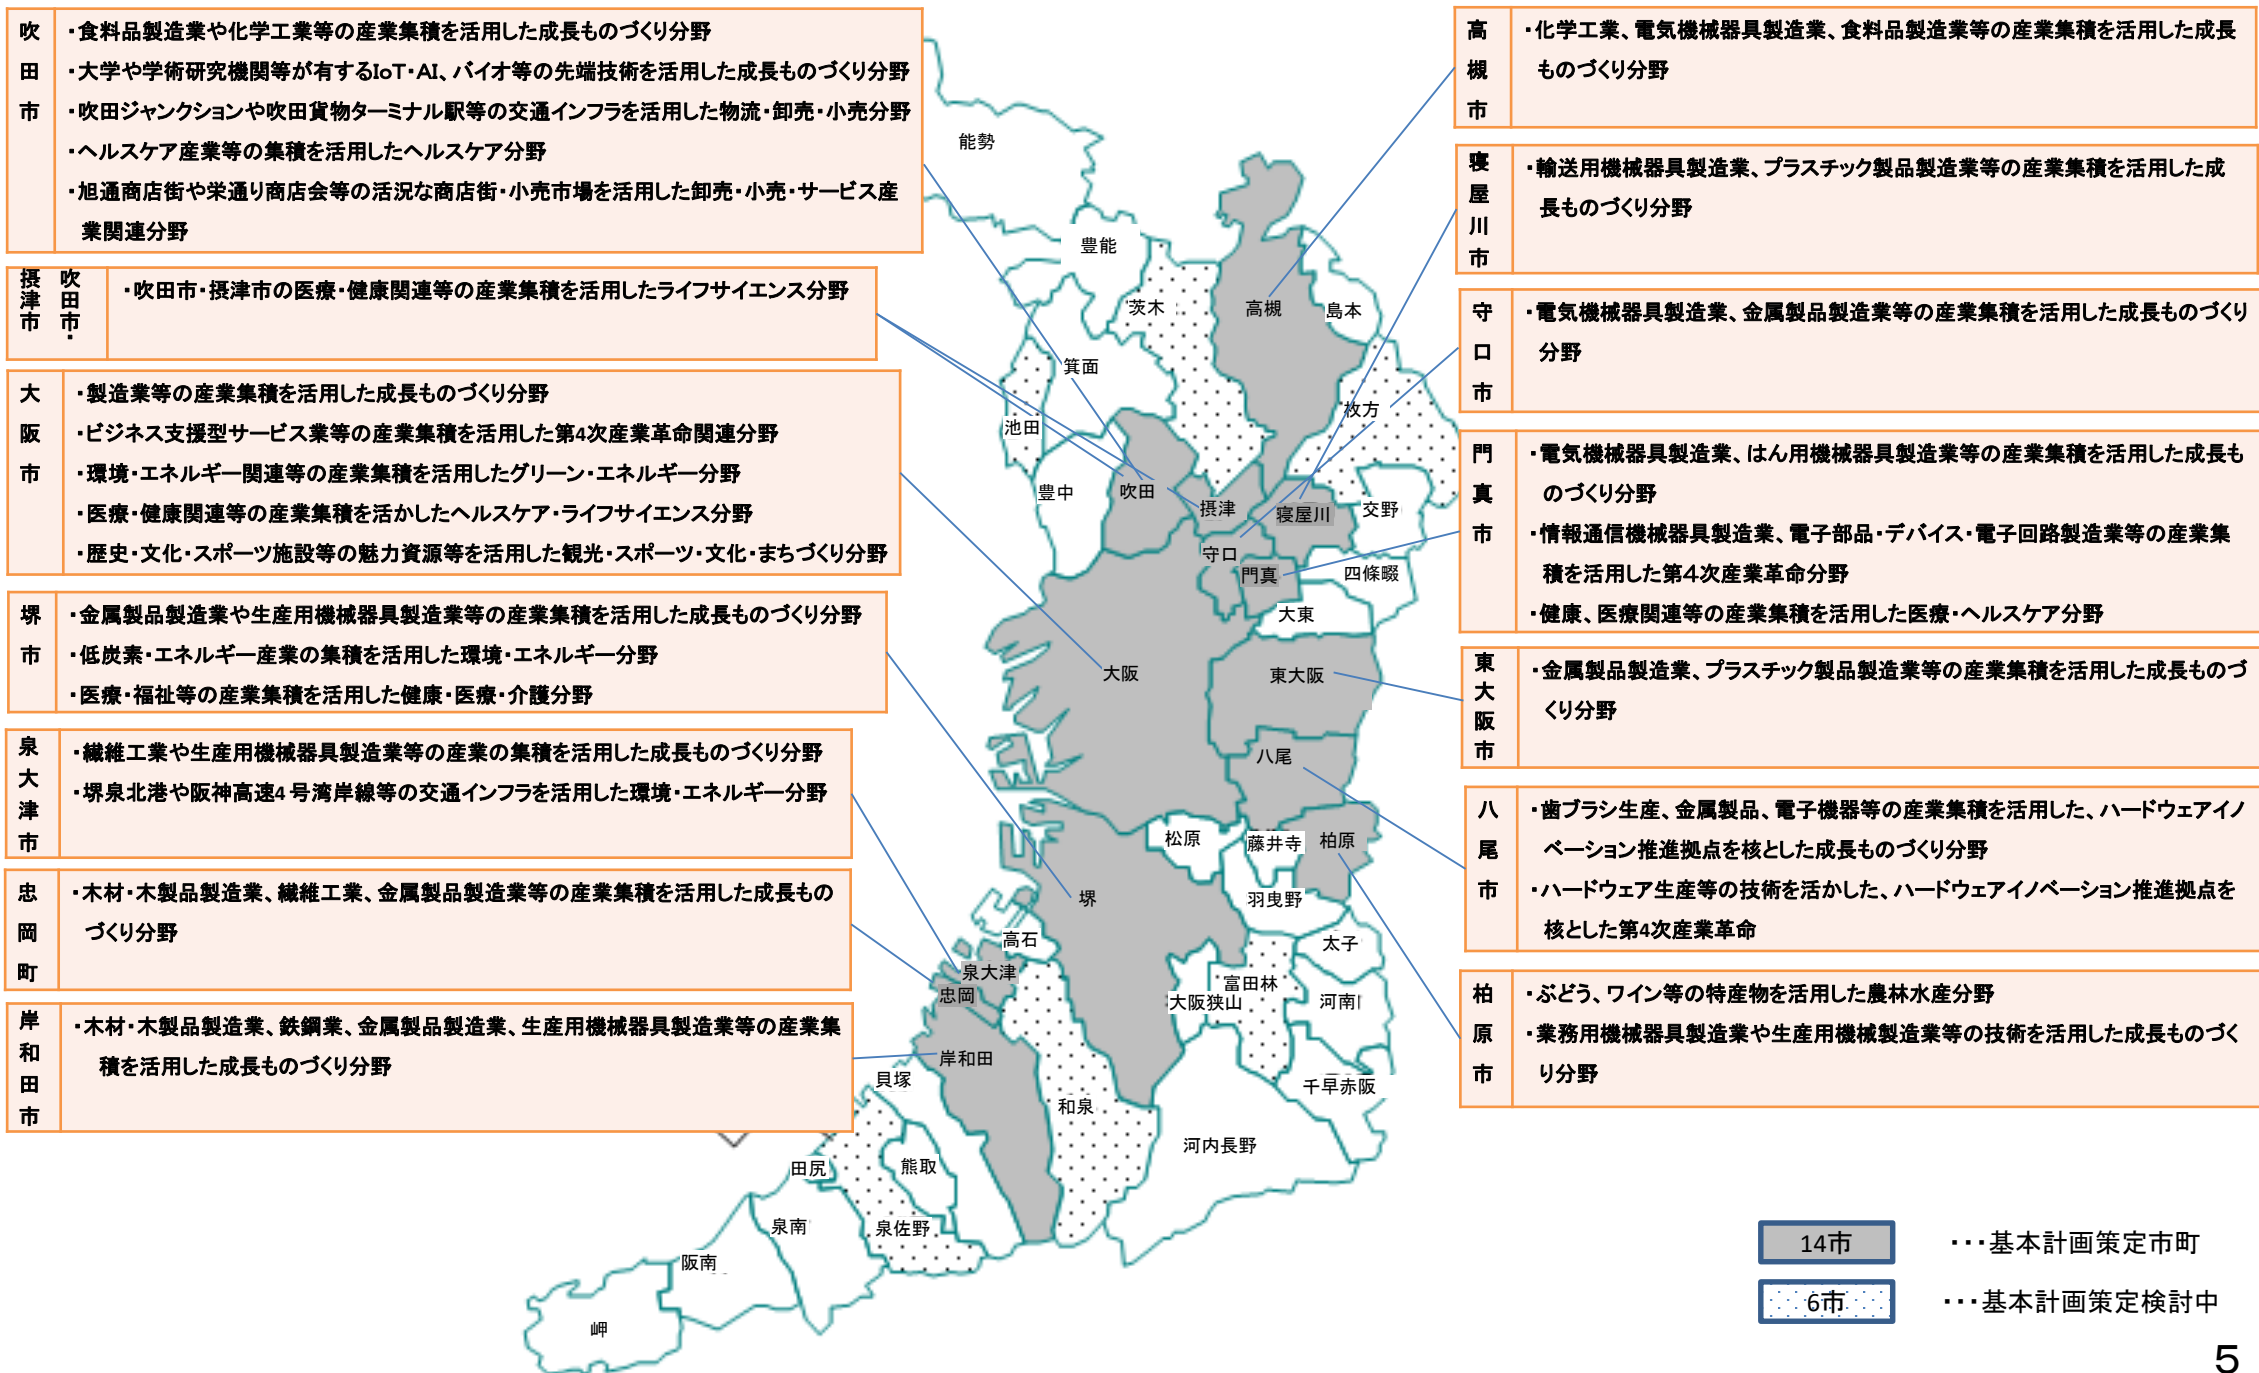 吹田市
・食料品製造業や化学工業等の産業集積を活用した成長ものづくり分野
・大学や学術研究機関等が有するIoT・AI、バイオ等の先端技術を活用した成長ものづくり分野
・吹田ジャンクションや吹田貨物ターミナル駅等の交通インフラを活用した物流・卸売・小売分野
・ヘルスケア産業等の集積を活用したヘルスケア分野
・旭通商店街や栄通り商店会等の活況な商店街・小売市場を活用した卸売・小売・サービス産
業関連分野
吹田市・
摂津市
・吹田市・摂津市の医療・健康関連等の産業集積を活用したライフサイエンス分野
大阪市
・製造業等の産業集積を活用した成長ものづくり分野
・ビジネス支援型サービス業等の産業集積を活用した第4次産業革命関連分野
・環境・エネルギー関連等の産業集積を活用したグリーン・エネルギー分野
・医療・健康関連等の産業集積を活かしたヘルスケア・ライフサイエンス分野
・歴史・文化・スポーツ施設等の魅力資源等を活用した観光・スポーツ・文化・まちづくり分野
堺市
・金属製品製造業や生産用機械器具製造業等の産業集積を活用した成長ものづくり分野
・低炭素・エネルギー産業の集積を活用した環境・エネルギー分野
・医療・福祉等の産業集積を活用した健康・医療・介護分野
泉大津市
・繊維工業や生産用機械器具製造業等の産業の集積を活用した成長ものづくり分野
・堺泉北港や阪神高速4号湾岸線等の交通インフラを活用した環境・エネルギー分野
忠岡町
・木材・木製品製造業、繊維工業、金属製品製造業等の産業集積を活用した成長もの
づくり分野
岸和田市
・木材・木製品製造業、鉄鋼業、金属製品製造業、生産用機械器具製造業等の産業集
積を活用した成長ものづくり分野
高槻市
・化学工業、電気機械器具製造業、食料品製造業等の産業集積を活用した成長
ものづくり分野
寝屋川市
・輸送用機械器具製造業、プラスチック製品製造業等の産業集積を活用した成
長ものづくり分野
守口市
・電気機械器具製造業、金属製品製造業等の産業集積を活用した成長ものづくり
分野
門真市
・電気機械器具製造業、はん用機械器具製造業等の産業集積を活用した成長も
のづくり分野
・情報通信機械器具製造業、電子部品・デバイス・電子回路製造業等の産業集
積を活用した第4次産業革命分野
・健康、医療関連等の産業集積を活用した医療・ヘルスケア分野
東大阪市
・金属製品製造業、プラスチック製品製造業等の産業集積を活用した成長ものづ
くり分野
八尾市
・歯ブラシ生産、金属製品、電子機器等の産業集積を活用した、ハードウェアイノ
ベーション推進拠点を核とした成長ものづくり分野
・ハードウェア生産等の技術を活かした、ハードウェアイノベーション推進拠点を
核とした第4次産業革命
柏原市
・ぶどう、ワイン等の特産物を活用した農林水産分野
・業務用機械器具製造業や生産用機械製造業等の技術を活用した成長ものづく
り分野
能勢
豊能
茨木
高槻
島本
箕面
池田
枚方
豊中
吹田
摂津
寝屋川
交野
守口
門真
四條畷
大東
大阪
東大阪
八尾
松原
藤井寺
柏原
堺
羽曳野
高石
太子
泉大津
忠岡
富田林
大阪狭山
河南
岸和田
貝塚
千早赤阪
和泉
河内長野
田尻
熊取
泉南
泉佐野
阪南
岬
14市
・・・基本計画策定市町
6市
・・・基本計画策定検討中
5